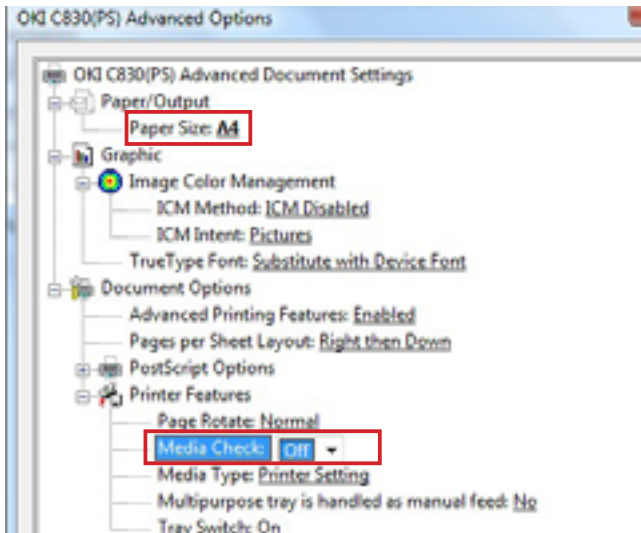 OKI C830(PS) Advanced Options
OKI C830(PS) Advanced Document Settings
Paper/Output
Paper Size: A4
Graphic
Image Color Management
ICM Method: ICM Disabled
ICM Intent: Pictures
TrueType Font: Substitute with Device Font
Document Options
Advanced Printing Features: Enabled
Pages per Sheet Layout: Right then Down
PostScript Options
Printer Features
Page Rotate: Normal
Media Check: Off
Media Type: Printer Setting
Multipurpose tray is handled as manual feed: No
Tray Switch: On